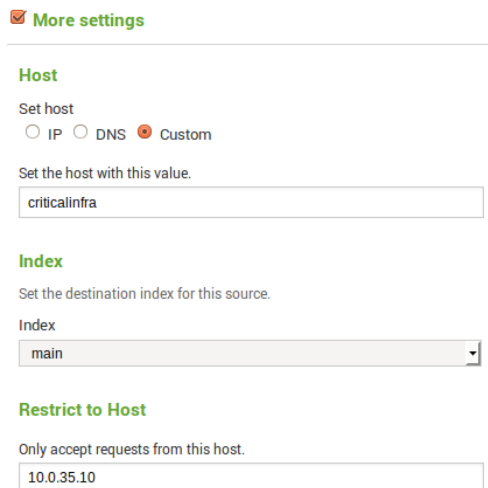 More settings
Host
Set host
IP DNS Custom
Set the host with this value.
criticalinfra
Index
Set the destination index for this source.
Index
main
Restrict to Host
Only accept requests from this host.
10.0.35.10